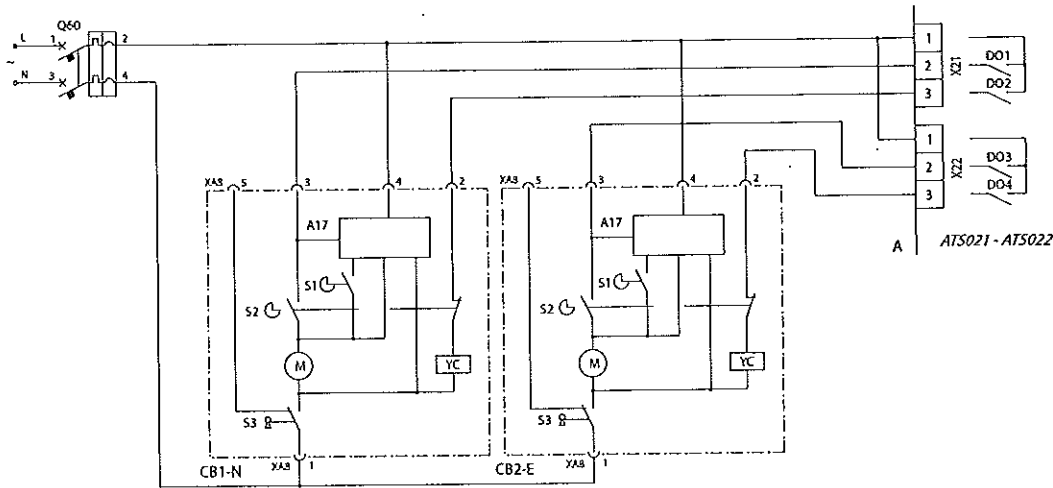 Q60
L 1 2
~
N 3 4
1
2
3
X21
DO1
DO2
1
2
3
X22
DO3
DO4
A ATS021 - ATS022
XA8 5 3 4 2
XA8 5 3 4 2
A17
A17
S1
S1
S2
S2
M
YC
M
YC
S3
S3
CB1-N XA8 1
CB2-E XA8 1